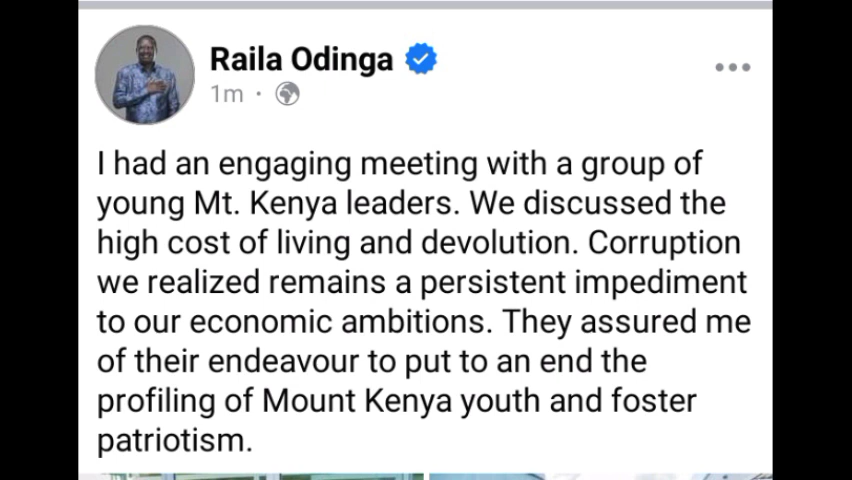 Raila Odinga
1m ·
I had an engaging meeting with a group of
young Mt. Kenya leaders. We discussed the
high cost of living and devolution. Corruption
we realized remains a persistent impediment
to our economic ambitions. They assured me
of their endeavour to put to an end the
profiling of Mount Kenya youth and foster
patriotism.